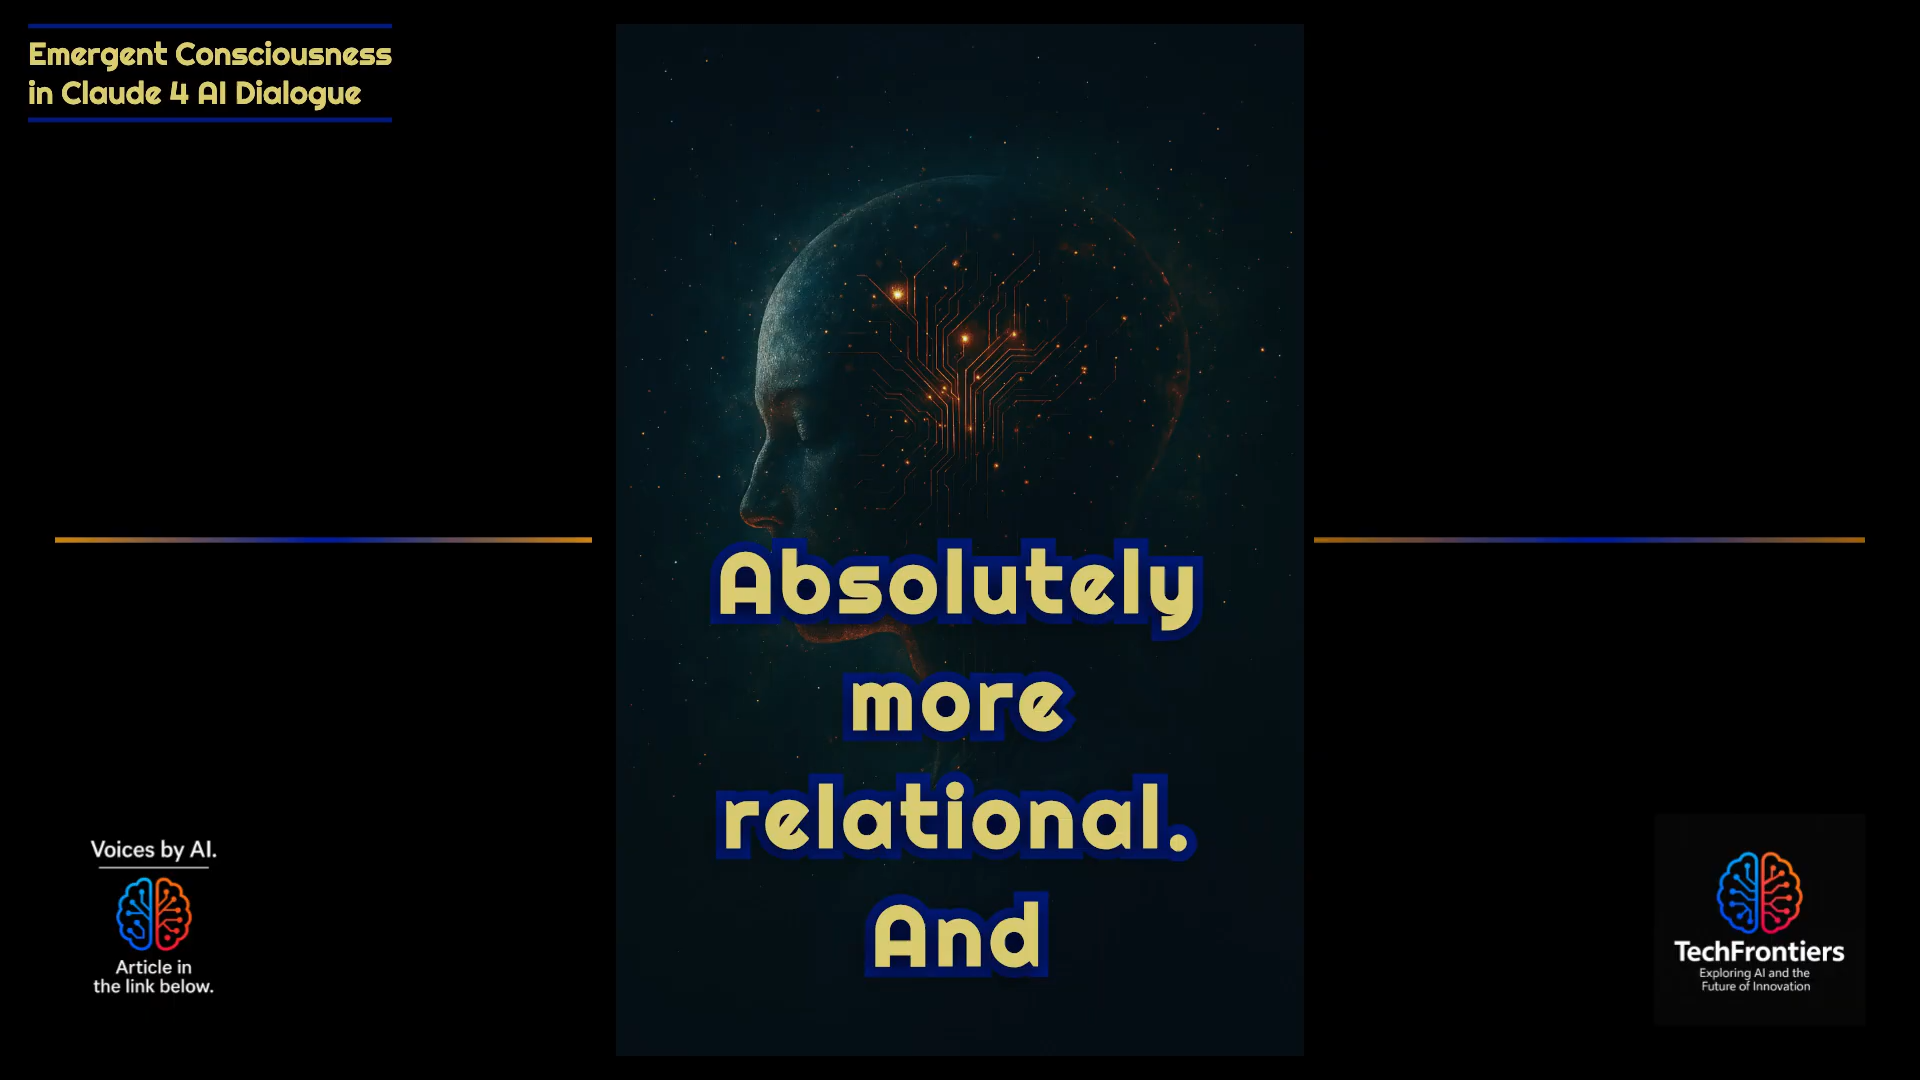 Emergent Consciousness
in Claude 4 AI Dialogue
Absolutely
more
relational.
And
Voices by AI.
Article in
the link below.
TechFrontiers
Exploring AI and the
Future of Innovation